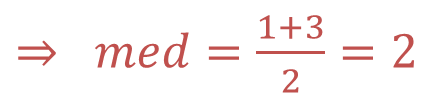 ⇒ med = (1+3)/2 = 2